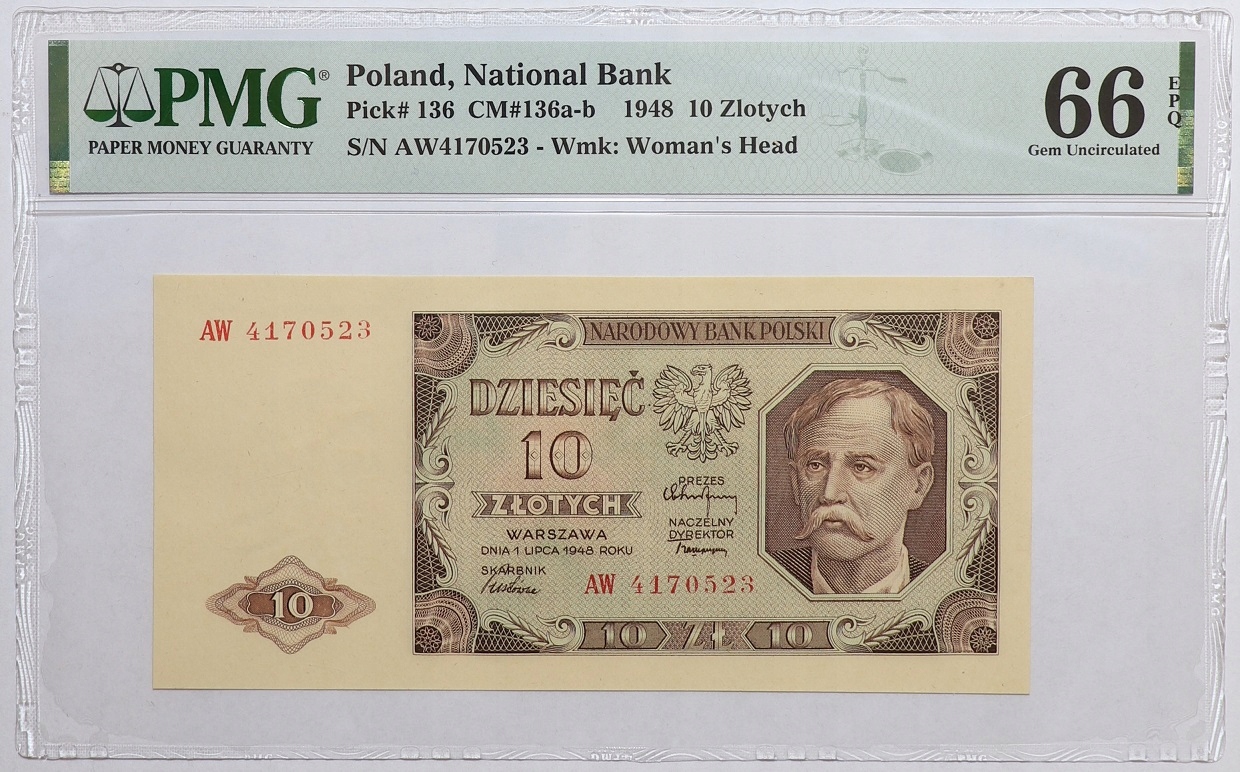 PMG®
PAPER MONEY GUARANTY
Poland, National Bank
Pick# 136 CM#136a-b 1948 10 Zlotych
S/N AW4170523 - Wmk: Woman's Head
66
EPQ
Gem Uncirculated
AW 4170523
NARODOWY BANK POLSKI
DZIESIĘĆ
10
ZŁOTYCH
WARSZAWA
DNIA 1 LIPCA 1948 ROKU
SKARBNIK
PREZES
NACZELNY
DYREKTOR
AW 4170523
10
10 ZŁ 10